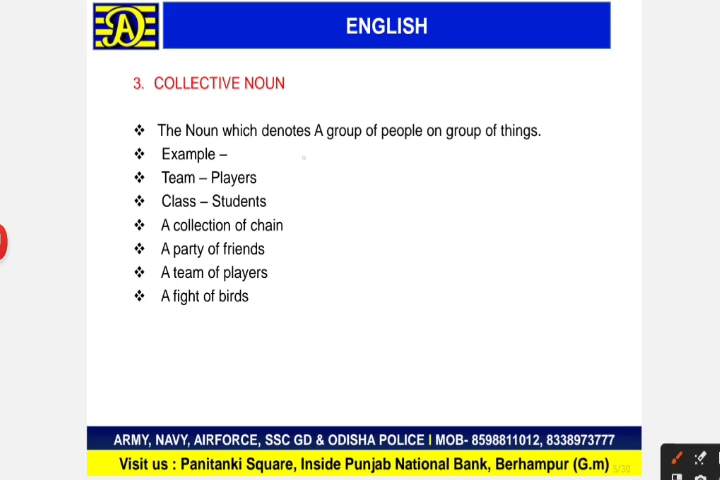 ENGLISH
3. COLLECTIVE NOUN
❖ The Noun which denotes A group of people on group of things.
❖ Example –
❖ Team – Players
❖ Class – Students
❖ A collection of chain
❖ A party of friends
❖ A team of players
❖ A fight of birds
ARMY, NAVY, AIRFORCE, SSC GD & ODISHA POLICE I MOB- 8598811012, 8338973777
Visit us : Panitanki Square, Inside Punjab National Bank, Berhampur (G.m)
5/30